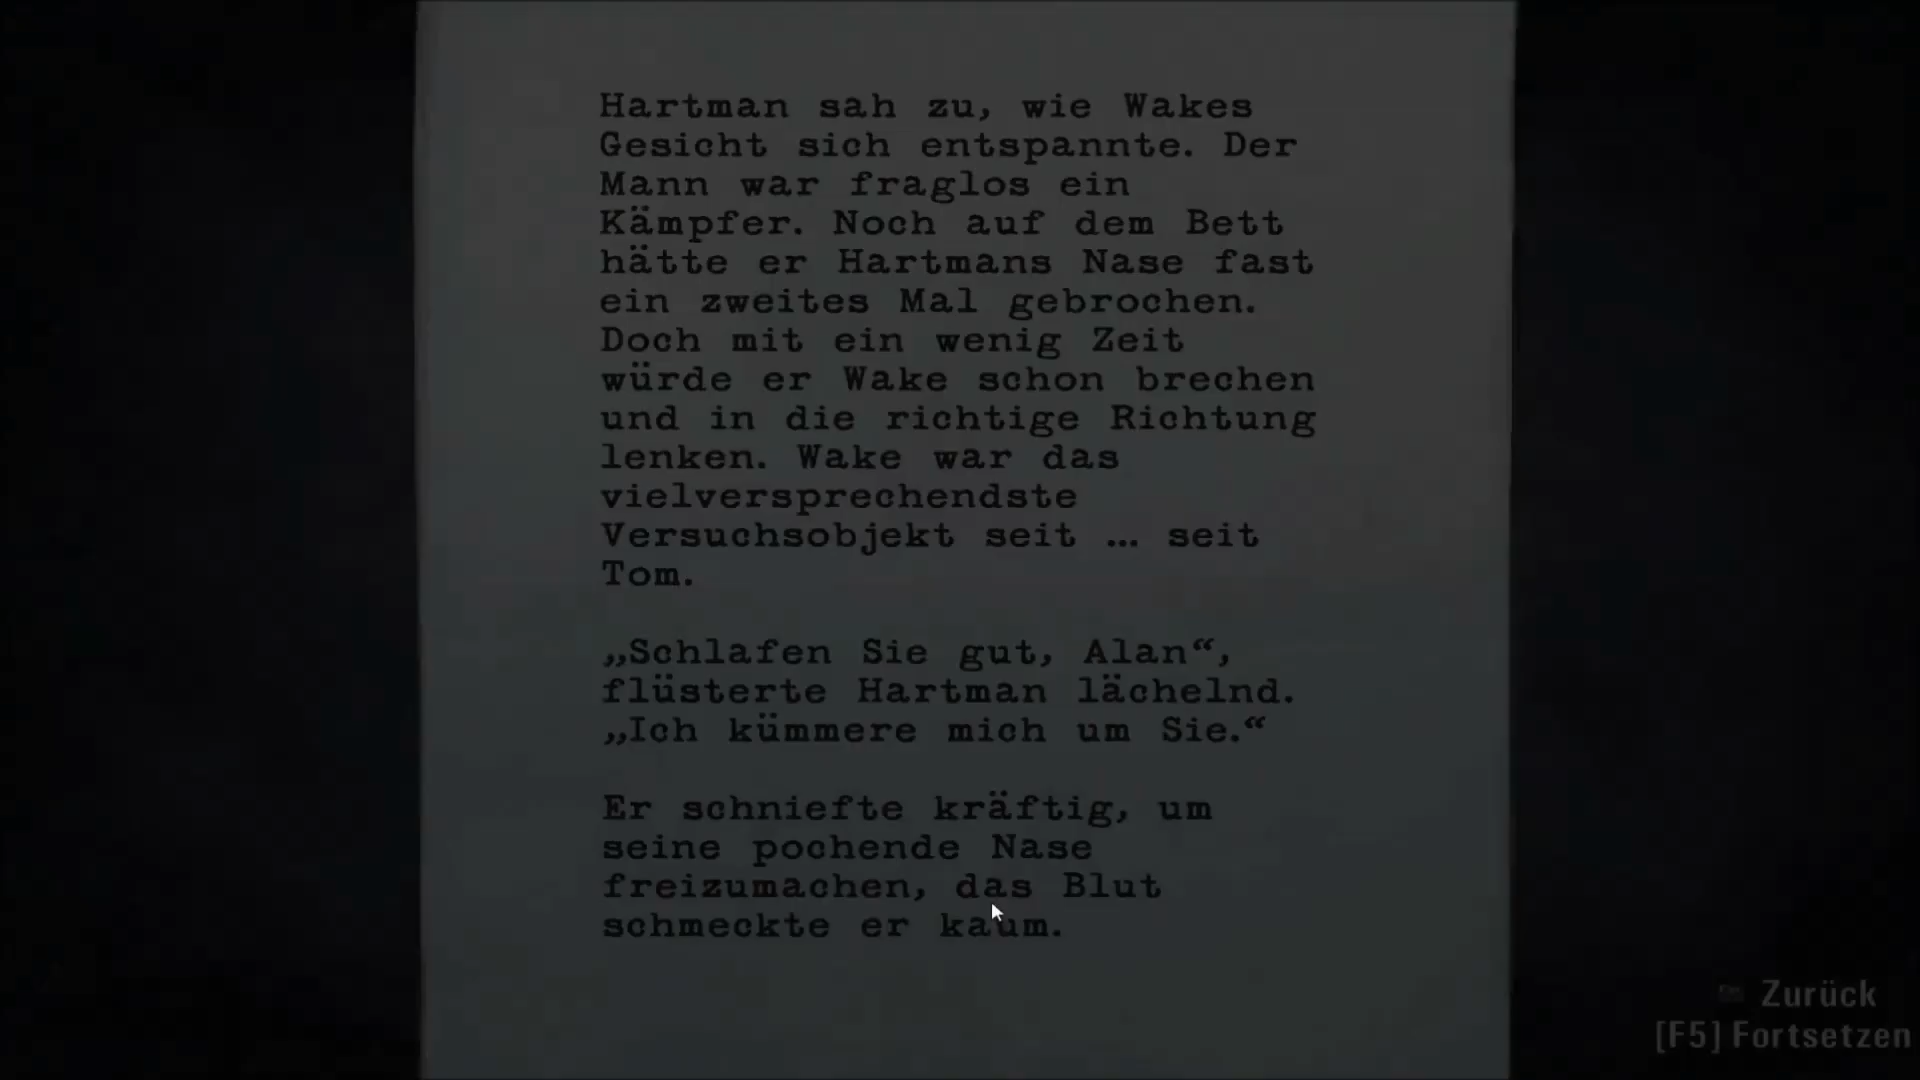 Hartman sah zu, wie Wakes
Gesicht sich entspannte. Der
Mann war fraglos ein
Kämpfer. Noch auf dem Bett
hätte er Hartmans Nase fast
ein zweites Mal gebrochen.
Doch mit ein wenig Zeit
würde er Wake schon brechen
und in die richtige Richtung
lenken. Wake war das
vielversprechendste
Versuchsobjekt seit … seit
Tom.
„Schlafen Sie gut, Alan“,
flüsterte Hartman lächelnd.
„Ich kümmere mich um Sie.“
Er schniefte kräftig, um
seine pochende Nase
freizumachen, das Blut
schmeckte er kaum.
Zurück
[F5] Fortsetzen